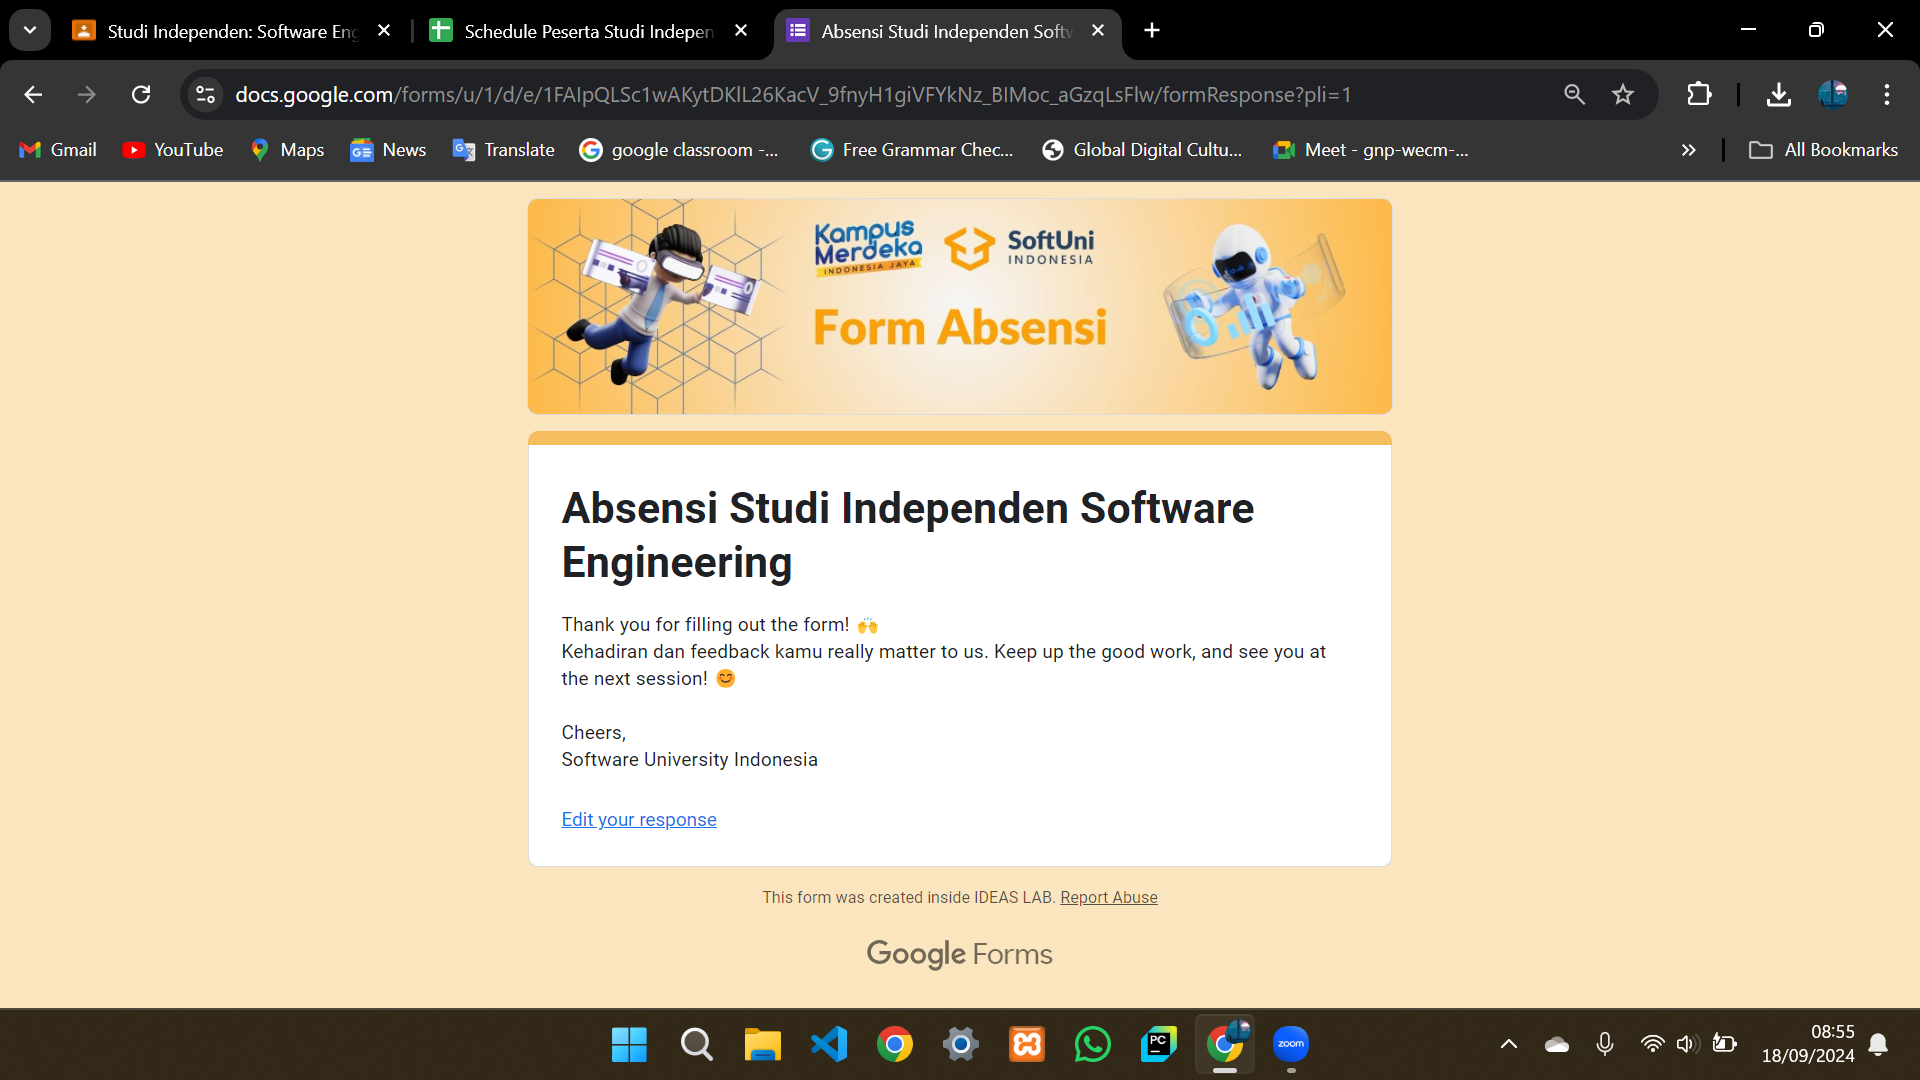 Studi Independen: Software Eng
Schedule Peserta Studi Indepen
Absensi Studi Independen Softw
docs.google.com/forms/u/1/d/e/1FAIpQLSc1wAKytDKlL26KacV_9fnyH1giVFYkNz_BIMoc_aGzqLsFlw/formResponse?pli=1
Gmail
YouTube
Maps
News
Translate
google classroom -...
Free Grammar Chec...
Global Digital Cultu...
Meet - gnp-wecm-...
All Bookmarks
Kampus
Merdeka
INDONESIA JAYA
SoftUni
INDONESIA
Form Absensi
Absensi Studi Independen Software
Engineering
Thank you for filling out the form! 🙌
Kehadiran dan feedback kamu really matter to us. Keep up the good work, and see you at
the next session! 😊
Cheers,
Software University Indonesia
Edit your response
This form was created inside IDEAS LAB. Report Abuse
Google Forms
PC
zoom
08:55
18/09/2024